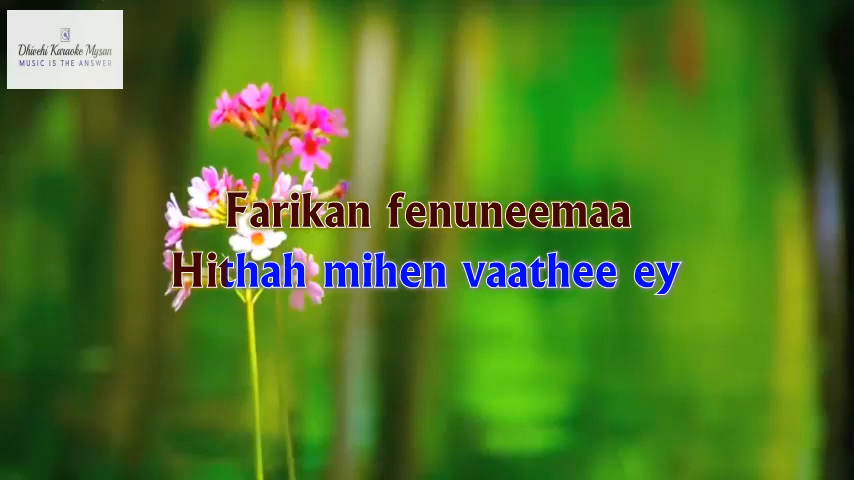 Dhivehi Karaoke Mysan
MUSIC IS THE ANSWER
Farikan fenuneemaa
Hithah mihen vaathee ey